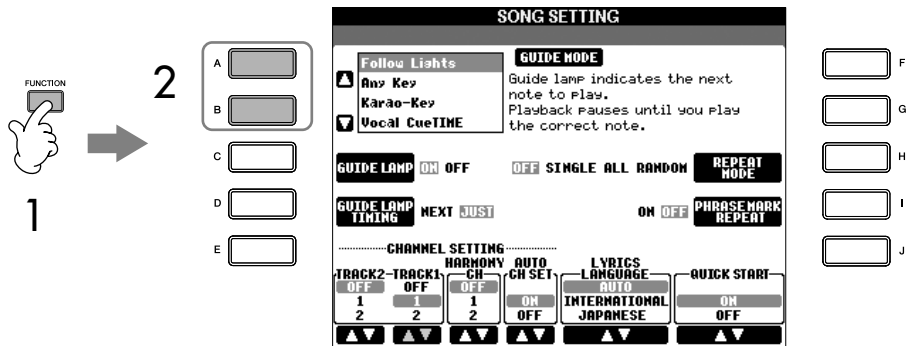 SONG SETTING
FUNCTION
1
2
A
B
C
D
E
Follow Lights
Any Key
Karao-Key
Vocal CueTIME
GUIDE MODE
Guide lamp indicates the next
note to play.
Playback pauses until you play
the correct note.
GUIDE LAMP ON OFF
OFF SINGLE ALL RANDOM
REPEAT
MODE
GUIDE LAMP
TIMING
NEXT JUST
ON OFF
PHRASE MARK
REPEAT
CHANNEL SETTING
TRACK2 TRACK1
OFF OFF
1 1
2 2
HARMONY
CH
OFF
1
2
AUTO
CH SET
ON
OFF
LYRICS
LANGUAGE
AUTO
INTERNATIONAL
JAPANESE
QUICK START
ON
OFF
F
G
H
I
J